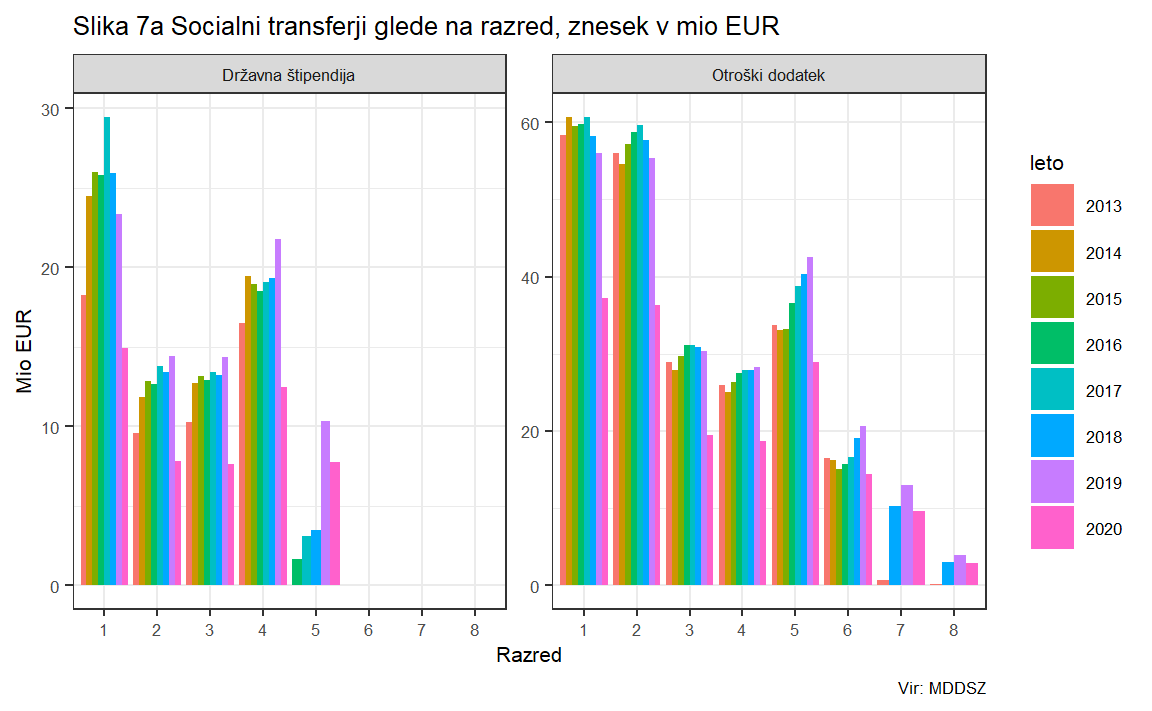 Slika 7a Socialni transferji glede na razred, znesek v mio EUR
Državna štipendija
Otroški dodatek
Mio EUR
30
20
10
0
60
40
20
0
1 2 3 4 5 6 7 8
1 2 3 4 5 6 7 8
Razred
leto
2013
2014
2015
2016
2017
2018
2019
2020
Vir: MDDSZ